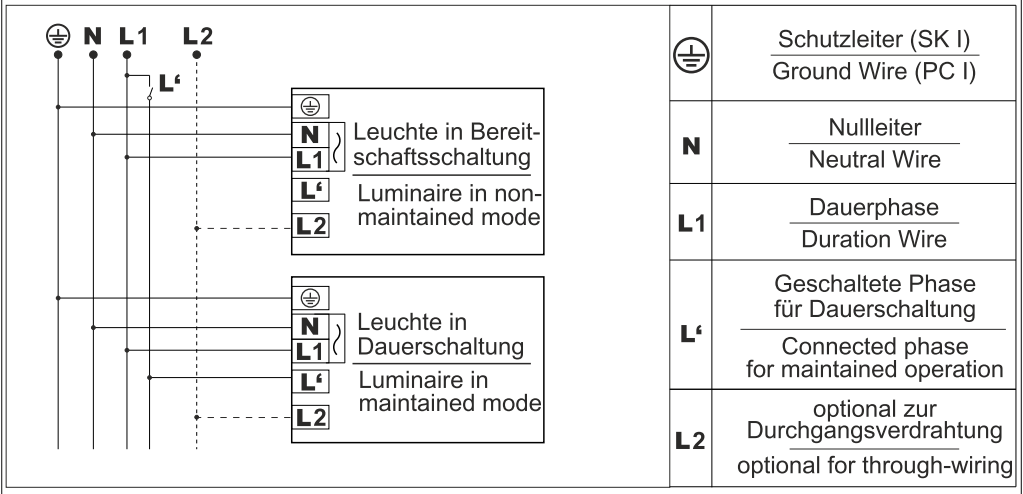 N L1 L2
L‘
N
L1
L‘
L2
Leuchte in Bereit-
schaftsschaltung
Luminaire in non-
maintained mode
N
L1
L‘
L2
Leuchte in
Dauerschaltung
Luminaire in
maintained mode
Schutzleiter (SK I)
Ground Wire (PC I)
N
Nullleiter
Neutral Wire
L1
Dauerphase
Duration Wire
L‘
Geschaltete Phase
für Dauerschaltung
Connected phase
for maintained operation
L2
optional zur
Durchgangsverdrahtung
optional for through-wiring